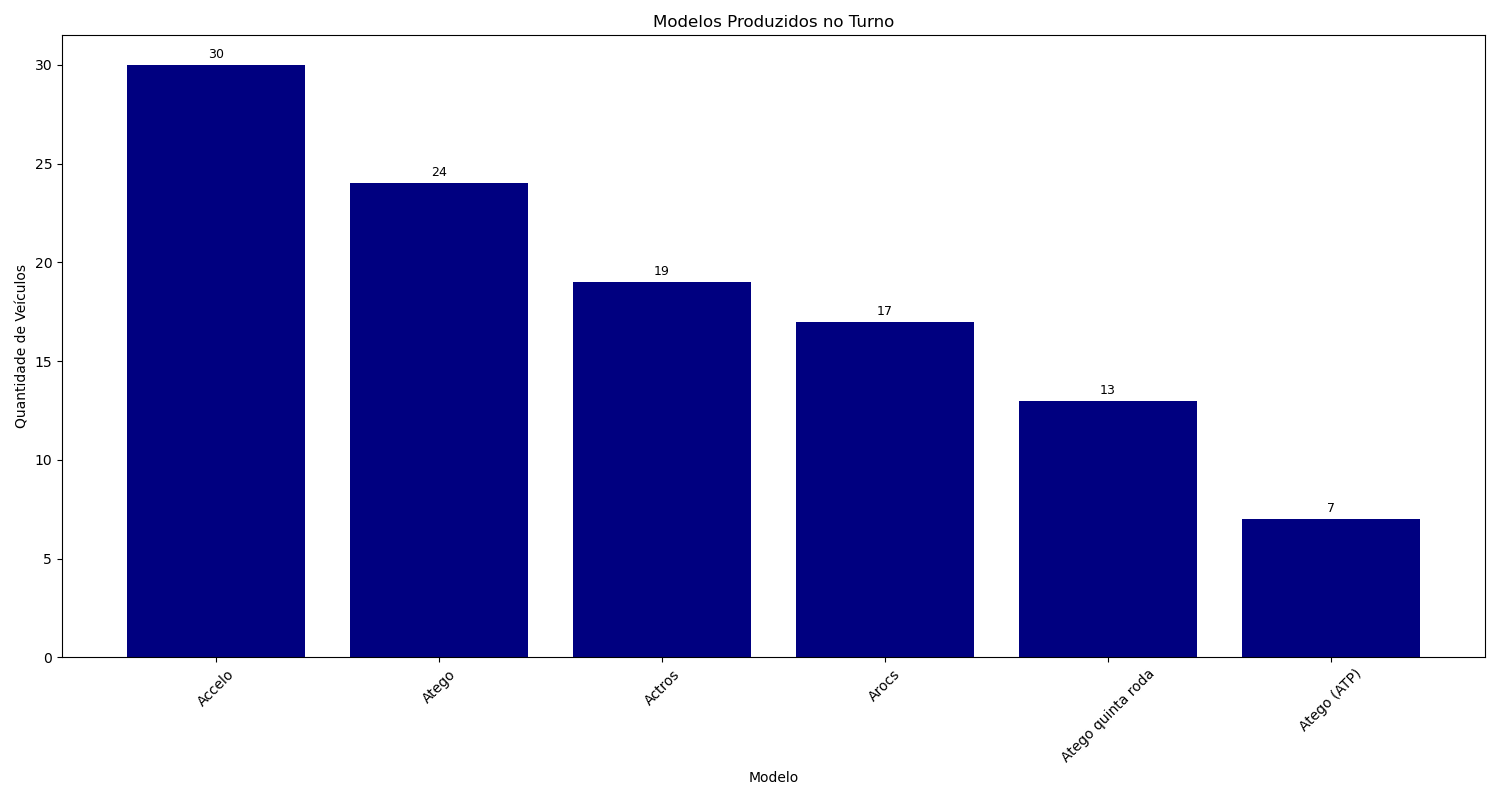 Modelos Produzidos no Turno
Quantidade de Veículos
30
25
20
15
10
5
0
30
24
19
17
13
7
Accelo
Atego
Actros
Arocs
Atego quinta roda
Atego (ATP)
Modelo